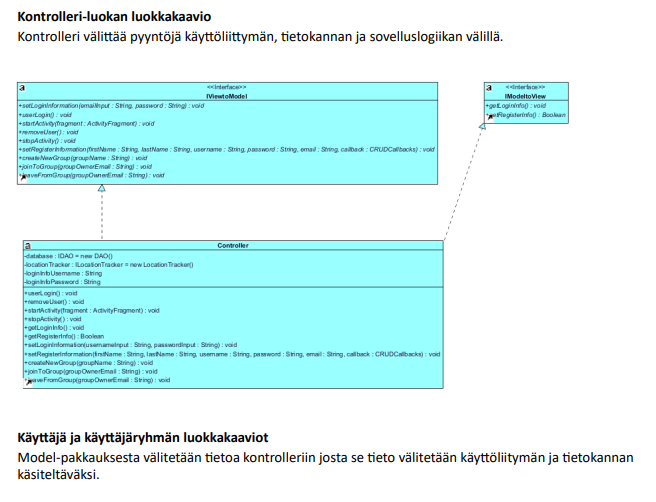 Kontrolleri-luokan luokkakaavio
Kontrolleri välittää pyyntöjä käyttöliittymän, tietokannan ja sovelluslogiikan välillä.
a
<<Interface>>
IViewtoModel
+setLoginInformation(emailInput : String, password : String) : void
+userLogin() : void
+startActivity(fragment : ActivityFragment) : void
+removeUser() : void
+stopActivity() : void
+setRegisterInformation(firstName : String, lastName : String, username : String, password : String, email : String, callback : CRUDCallbacks) : void
+createNewGroup(groupName : String) : void
+joinToGroup(groupOwnerEmail : String) : void
eaveFromGroup(groupOwnerEmail : String) : void
a
<<Interface>>
IModeltoView
+getLoginInfo() : void
getRegisterInfo() : Boolean
a
Controller
-database : IDAO = new DAO()
-locationTracker : ILocationTracker = new LocationTracker()
-loginInfoUsername : String
-loginInfoPassword : String
+userLogin() : void
+removeUser() : void
+startActivity(fragment : ActivityFragment) : void
+stopActivity() : void
+getLoginInfo() : void
+getRegisterInfo() : Boolean
+setLoginInformation(usernameInput : String, passwordInput : String) : void
+setRegisterInformation(firstName : String, lastName : String, username : String, password : String, email : String, callback : CRUDCallbacks) : void
+createNewGroup(groupName : String) : void
+joinToGroup(groupOwnerEmail : String) : void
eaveFromGroup(groupOwnerEmail : String) : void
Käyttäjä ja käyttäjäryhmän luokkakaaviot
Model-pakkauksesta välitetään tietoa kontrolleriin josta se tieto välitetään käyttöliitymän ja tietokannan
käsiteltäväksi.